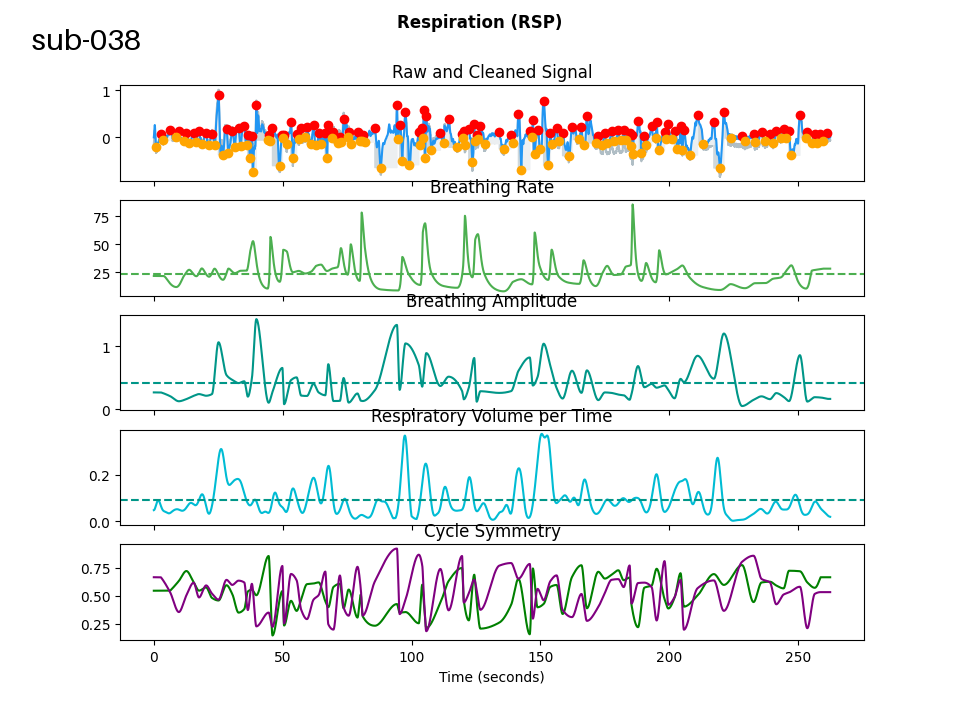 Respiration (RSP)
sub-038
Raw and Cleaned Signal
1
0
Breathing Rate
75
50
25
Breathing Amplitude
1
0
Respiratory Volume per Time
0.2
0.0
Cycle Symmetry
0.75
0.50
0.25
0 50 100 150 200 250
Time (seconds)